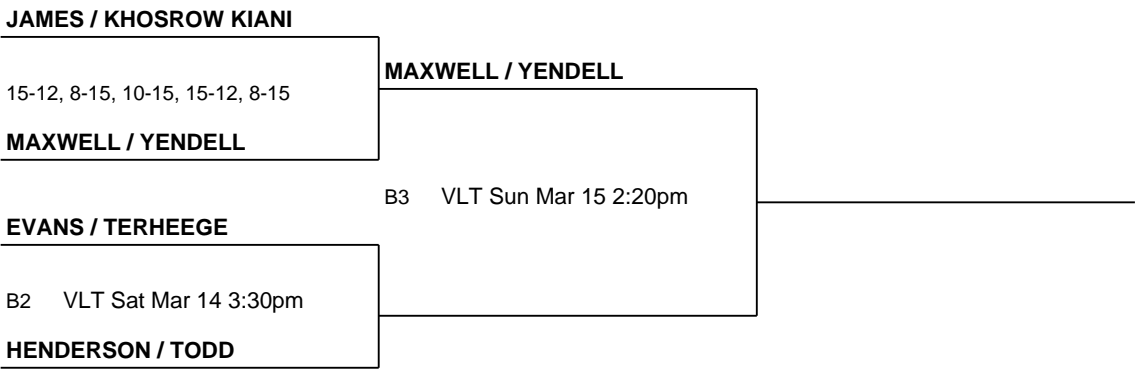 JAMES / KHOSROW KIANI
MAXWELL / YENDELL
15-12, 8-15, 10-15, 15-12, 8-15
MAXWELL / YENDELL
B3 VLT Sun Mar 15 2:20pm
EVANS / TERHEEGE
B2 VLT Sat Mar 14 3:30pm
HENDERSON / TODD